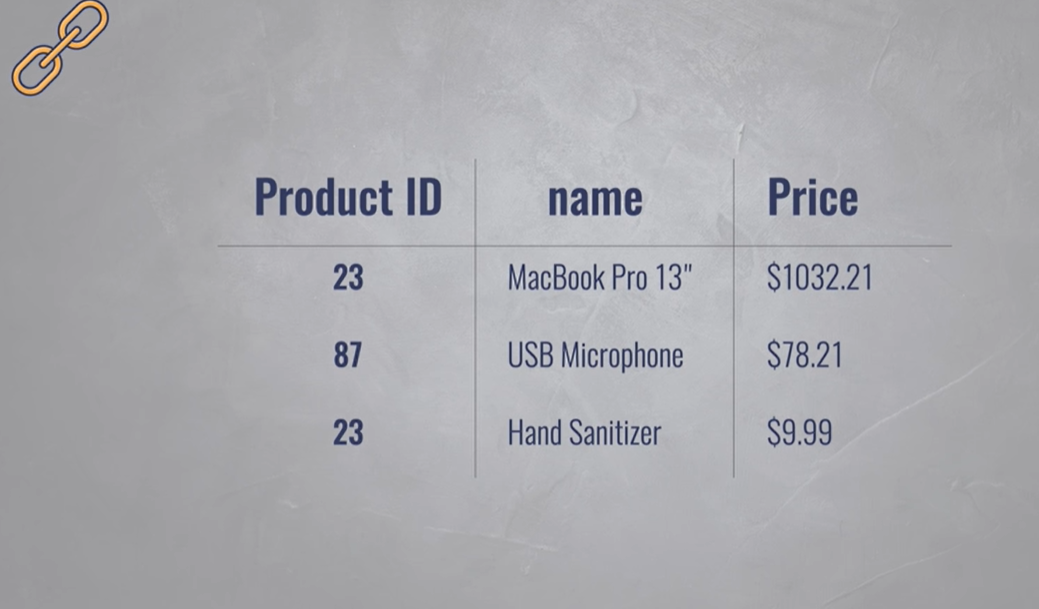 Product ID name Price
23 MacBook Pro 13" $1032.21
87 USB Microphone $78.21
23 Hand Sanitizer $9.99